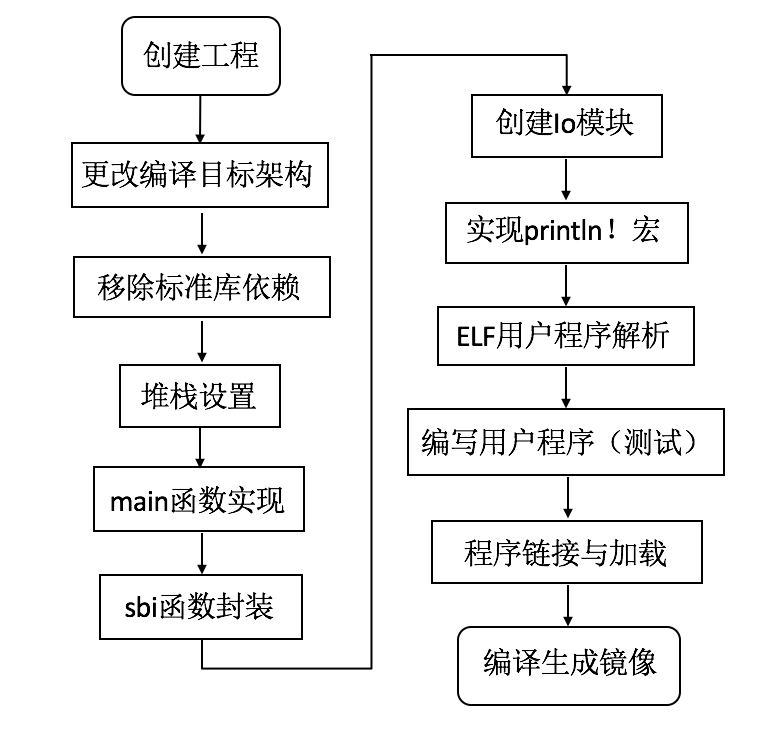 创建工程
更改编译目标架构
移除标准库依赖
堆栈设置
main函数实现
sbi函数封装
创建Io模块
实现println！宏
ELF用户程序解析
编写用户程序（测试）
程序链接与加载
编译生成镜像